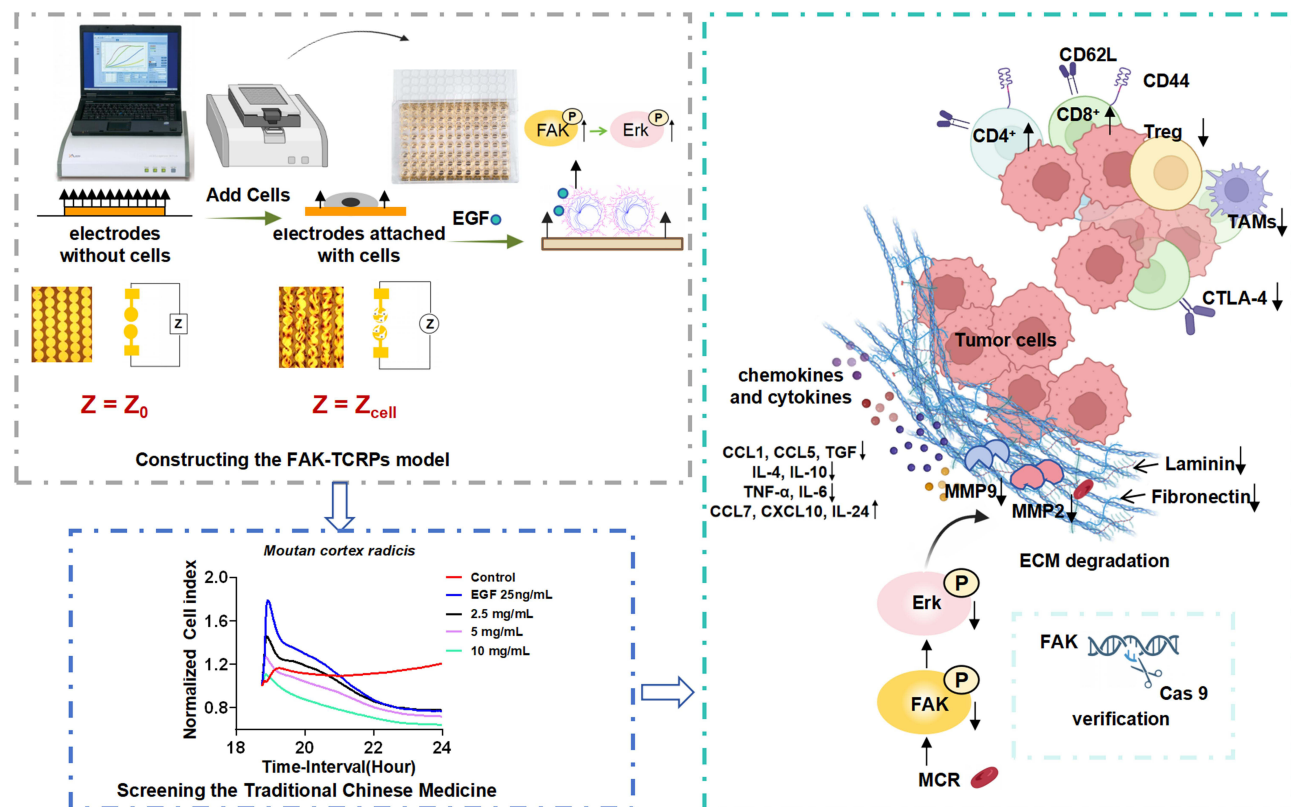 FAK
P
Erk
P
Add Cells
EGF
electrodes
without cells
electrodes attached
with cells
Z
Z
Z = Z0
Z = Zcell
Constructing the FAK-TCRPs model
Moutan cortex radicis
Normalized Cell index
2.0
1.6
1.2
0.8
18
20
22
24
Time-Interval(Hour)
Control
EGF 25ng/mL
2.5 mg/mL
5 mg/mL
10 mg/mL
Screening the Traditional Chinese Medicine
CD62L
CD44
CD4+
CD8+
Treg
TAMs
CTLA-4
Tumor cells
chemokines
and cytokines
CCL1, CCL5, TGF
IL-4, IL-10
TNF-α, IL-6
CCL7, CXCL10, IL-24
MMP9
MMP2
Laminin
Fibronectin
ECM degradation
Erk
P
FAK
P
MCR
FAK
Cas 9
verification